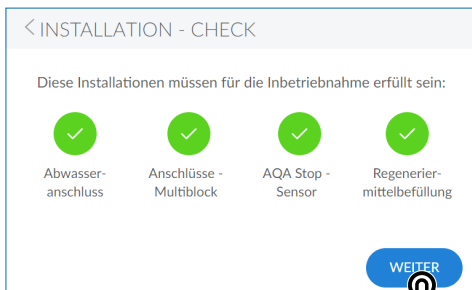 INSTALLATION - CHECK
Diese Installationen müssen für die Inbetriebnahme erfüllt sein:
Abwasser-
anschluss
Anschlüsse -
Multiblock
AQA Stop -
Sensor
Regenerier-
mittelbefüllung
WEITER